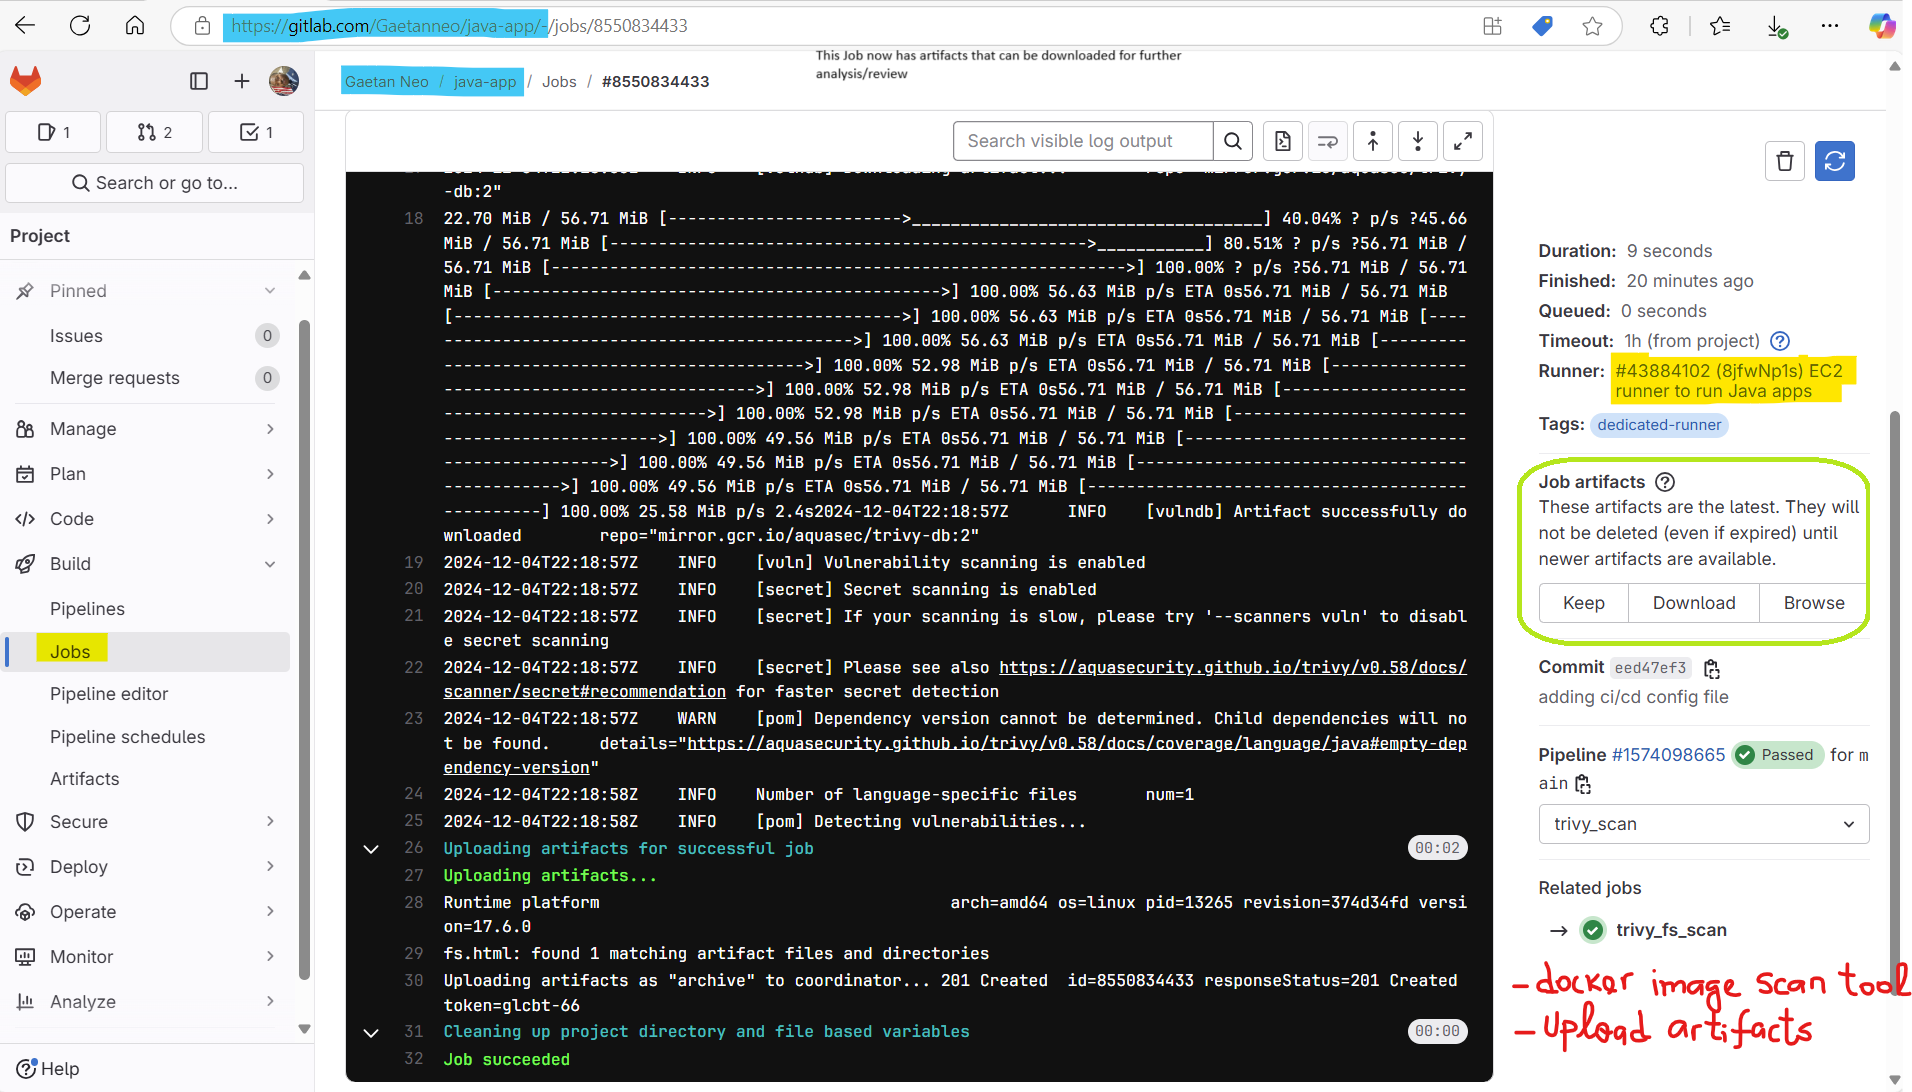 https://gitlab.com/Gaetanneo/java-app/-/jobs/8550834433
This Job now has artifacts that can be downloaded for further
analysis/review
Gaetan Neo / java-app / Jobs / #8550834433
1
2
1
Search or go to...
Project
Pinned
Issues 0
Merge requests 0
Manage
Plan
Code
Build
Pipelines
Jobs
Pipeline editor
Pipeline schedules
Artifacts
Secure
Deploy
Operate
Monitor
Analyze
Help
Search visible log output
-db:2"
18 22.70 MiB / 56.71 MiB [------------------------>____________________________________] 40.04% ? p/s ?45.66
MiB / 56.71 MiB [------------------------------------------------->___________] 80.51% ? p/s ?56.71 MiB /
56.71 MiB [----------------------------------------------------------->] 100.00% ? p/s ?56.71 MiB / 56.71
MiB [---------------------------------------------->] 100.00% 56.63 MiB p/s ETA 0s56.71 MiB / 56.71 MiB
[---------------------------------------------->] 100.00% 56.63 MiB p/s ETA 0s56.71 MiB / 56.71 MiB [----
------------------------------------------>] 100.00% 56.63 MiB p/s ETA 0s56.71 MiB / 56.71 MiB [---------
------------------------------------->] 100.00% 52.98 MiB p/s ETA 0s56.71 MiB / 56.71 MiB [--------------
-------------------------------->] 100.00% 52.98 MiB p/s ETA 0s56.71 MiB / 56.71 MiB [-------------------
--------------------------->] 100.00% 52.98 MiB p/s ETA 0s56.71 MiB / 56.71 MiB [------------------------
---------------------->] 100.00% 49.56 MiB p/s ETA 0s56.71 MiB / 56.71 MiB [-----------------------------
----------------->] 100.00% 49.56 MiB p/s ETA 0s56.71 MiB / 56.71 MiB [----------------------------------
------------>] 100.00% 49.56 MiB p/s ETA 0s56.71 MiB / 56.71 MiB [---------------------------------------
----------] 100.00% 25.58 MiB p/s 2.4s2024-12-04T22:18:57Z INFO [vulndb] Artifact successfully do
wnloaded repo="mirror.gcr.io/aquasec/trivy-db:2"
19 2024-12-04T22:18:57Z INFO [vuln] Vulnerability scanning is enabled
20 2024-12-04T22:18:57Z INFO [secret] Secret scanning is enabled
21 2024-12-04T22:18:57Z INFO [secret] If your scanning is slow, please try '--scanners vuln' to disabl
e secret scanning
22 2024-12-04T22:18:57Z INFO [secret] Please see also https://aquasecurity.github.io/trivy/v0.58/docs/
scanner/secret#recommendation for faster secret detection
23 2024-12-04T22:18:57Z WARN [pom] Dependency version cannot be determined. Child dependencies will no
t be found. details="https://aquasecurity.github.io/trivy/v0.58/docs/coverage/language/java#empty-dep
endency-version"
24 2024-12-04T22:18:58Z INFO Number of language-specific files num=1
25 2024-12-04T22:18:58Z INFO [pom] Detecting vulnerabilities...
26 Uploading artifacts for successful job 00:02
27 Uploading artifacts...
28 Runtime platform arch=amd64 os=linux pid=13265 revision=374d34fd versi
on=17.6.0
29 fs.html: found 1 matching artifact files and directories
30 Uploading artifacts as "archive" to coordinator... 201 Created id=8550834433 responseStatus=201 Created
token=glcbt-66
31 Cleaning up project directory and file based variables 00:00
32 Job succeeded
Duration: 9 seconds
Finished: 20 minutes ago
Queued: 0 seconds
Timeout: 1h (from project)
Runner: #43884102 (8jfwNp1s) EC2
runner to run Java apps
Tags: dedicated-runner
Job artifacts
These artifacts are the latest. They will
not be deleted (even if expired) until
newer artifacts are available.
Keep Download Browse
Commit eed47ef3
adding ci/cd config file
Pipeline #1574098665 Passed for m
ain
trivy_scan
Related jobs
→ trivy_fs_scan
- docker image scan tool
- Upload artifacts